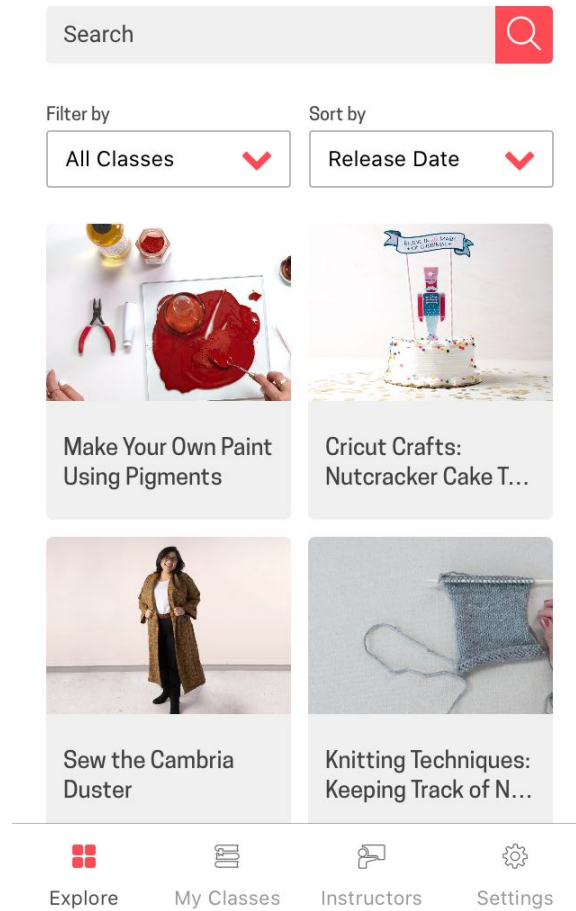 Search
Filter by
Sort by
All Classes
Release Date
Make Your Own Paint
Using Pigments
Cricut Crafts:
Nutcracker Cake T...
Sew the Cambria
Duster
Knitting Techniques:
Keeping Track of N...
Explore
My Classes
Instructors
Settings